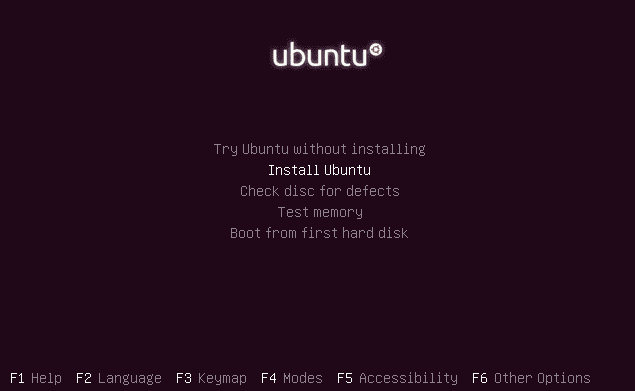 ubuntu
Try Ubuntu without installing
Install Ubuntu
Check disc for defects
Test memory
Boot from first hard disk
F1 Help F2 Language F3 Keymap F4 Modes F5 Accessibility F6 Other Options